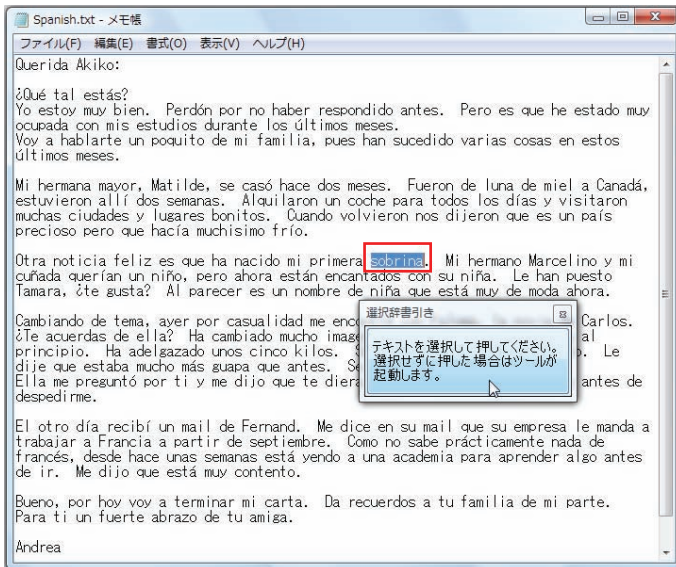 Spanish.txt - メモ帳
ファイル(F) 編集(E) 書式(O) 表示(V) ヘルプ(H)
Querida Akiko:
¿Qué tal estás?
Yo estoy muy bien. Perdón por no haber respondido antes. Pero es que he estado muy
ocupada con mis estudios durante los últimos meses.
Voy a hablarte un poquito de mi familia, pues han sucedido varias cosas en estos
últimos meses.
Mi hermana mayor, Matilde, se casó hace dos meses. Fueron de luna de miel a Canadá,
estuvieron allí dos semanas. Alquilaron un coche para todos los días y visitaron
muchas ciudades y lugares bonitos. Cuando volvieron nos dijeron que es un país
precioso pero que hacía muchisimo frío.
Otra noticia feliz es que ha nacido mi primera sobrina. Mi hermano Marcelino y mi
cuñada querían un niño, pero ahora están encantados con su niña. Le han puesto
Tamara, ¿te gusta? Al parecer es un nombre de niña que está muy de moda ahora.
Cambiando de tema, ayer por casualidad me Carlos.
¿Te acuerdas de ella? Ha cambiado mucho al
principio. Ha adelgazado unos cinco kilos. Le
dije que estaba mucho más guapa que antes.
Ella me preguntó por ti y me dijo que te antes de
despedirme.
El otro día recibí un mail de Fernand. Me dice en su mail que su empresa le manda a
trabajar a Francia a partir de septiembre. Como no sabe prácticamente nada de
francés, desde hace unas semanas está yendo a una academia para aprender algo antes
de ir. Me dijo que está muy contento.
Bueno, por hoy voy a terminar mi carta. Da recuerdos a tu familia de mi parte.
Para ti un fuerte abrazo de tu amiga.
Andrea
選択辞書引き
テキストを選択して押してください。
選択せずに押した場合はツールが
起動します。